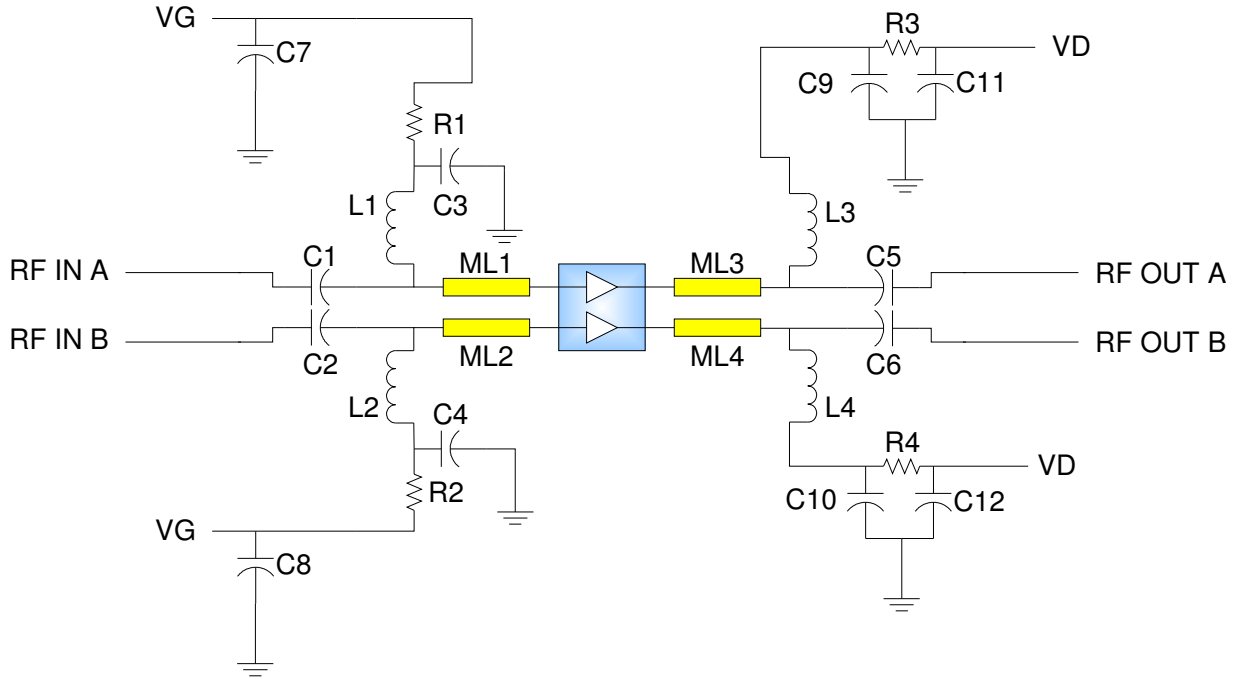 VG
C7
R1
C3
L1
R3
VD
C9
C11
L3
RF IN A
C1
ML1
ML3
C5
RF OUT A
RF IN B
C2
ML2
ML4
C6
RF OUT B
L2
C4
R2
L4
R4
VD
C10
C12
VG
C8